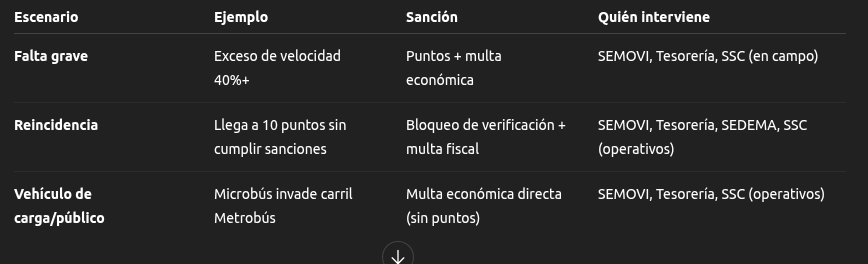 Escenario Ejemplo Sanción Quién interviene
Falta grave Exceso de velocidad Puntos + multa SEMOVI, Tesorería, SSC (en campo)
40%+ económica
Reincidencia Llega a 10 puntos sin Bloqueo de verificación + SEMOVI, Tesorería, SEDEMA, SSC
cumplir sanciones multa fiscal (operativos)
Vehículo de Microbús invade carril Multa económica directa SEMOVI, Tesorería, SSC (operativos)
carga/público Metrobús (sin puntos)